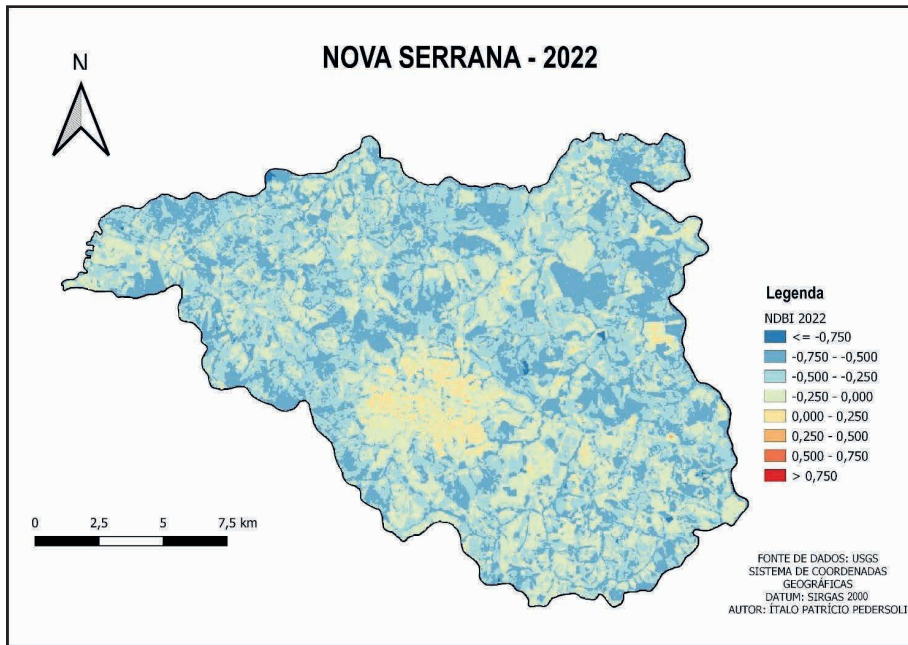 NOVA SERRANA - 2022
N
Legenda
NDBI 2022
<= -0,750
-0,750 - -0,500
-0,500 - -0,250
-0,250 - 0,000
0,000 - 0,250
0,250 - 0,500
0,500 - 0,750
> 0,750
0 2,5 5 7,5 km
FONTE DE DADOS: USGS
SISTEMA DE COORDENADAS
GEOGRÁFICAS
DATUM: SIRGAS 2000
AUTOR: ÍTALO PATRÍCIO PEDERSOLI